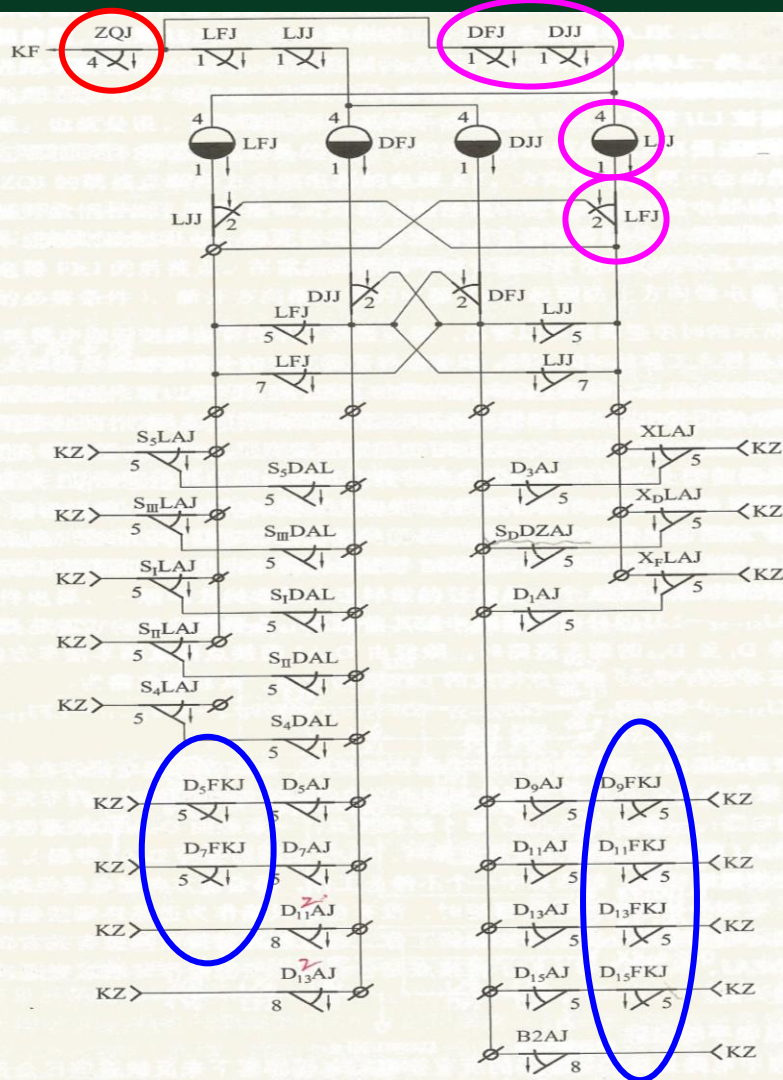 ZQJ LFJ LJJ DFJ DJJ
KF 4 1 1 1 1
4 4 4 4
LFJ DFJ DJJ
1 1 1 1
LJJ 2 2 LFJ
DJJ 2 2 DFJ
LFJ LJJ
5 5
LFJ LJJ
7 7
S₅LAJ XLAJ
KZ 5 5 KZ
S₅DAL D₃AJ
5 5
SⅢLAJ X_DLAJ
KZ 5 5 KZ
SⅢDAL S_DDZAJ
5 5
SⅠLAJ X_FLAJ
KZ 5 5 KZ
SⅠDAL D₁AJ
5 5
SⅡLAJ
KZ 5
SⅡDAL
5
S₄LAJ
KZ 5
S₄DAL
5
D₅FKJ D₅AJ D₉AJ D₉FKJ
KZ 5 5 5 5 KZ
D₇FKJ D₇AJ D₁₁AJ D₁₁FKJ
KZ 5 5 5 5 KZ
D₁₁AJ D₁₃AJ D₁₃FKJ
KZ 8 5 5 KZ
D₁₃AJ D₁₅AJ D₁₅FKJ
KZ 8 5 5 KZ
B2AJ
8 KZ